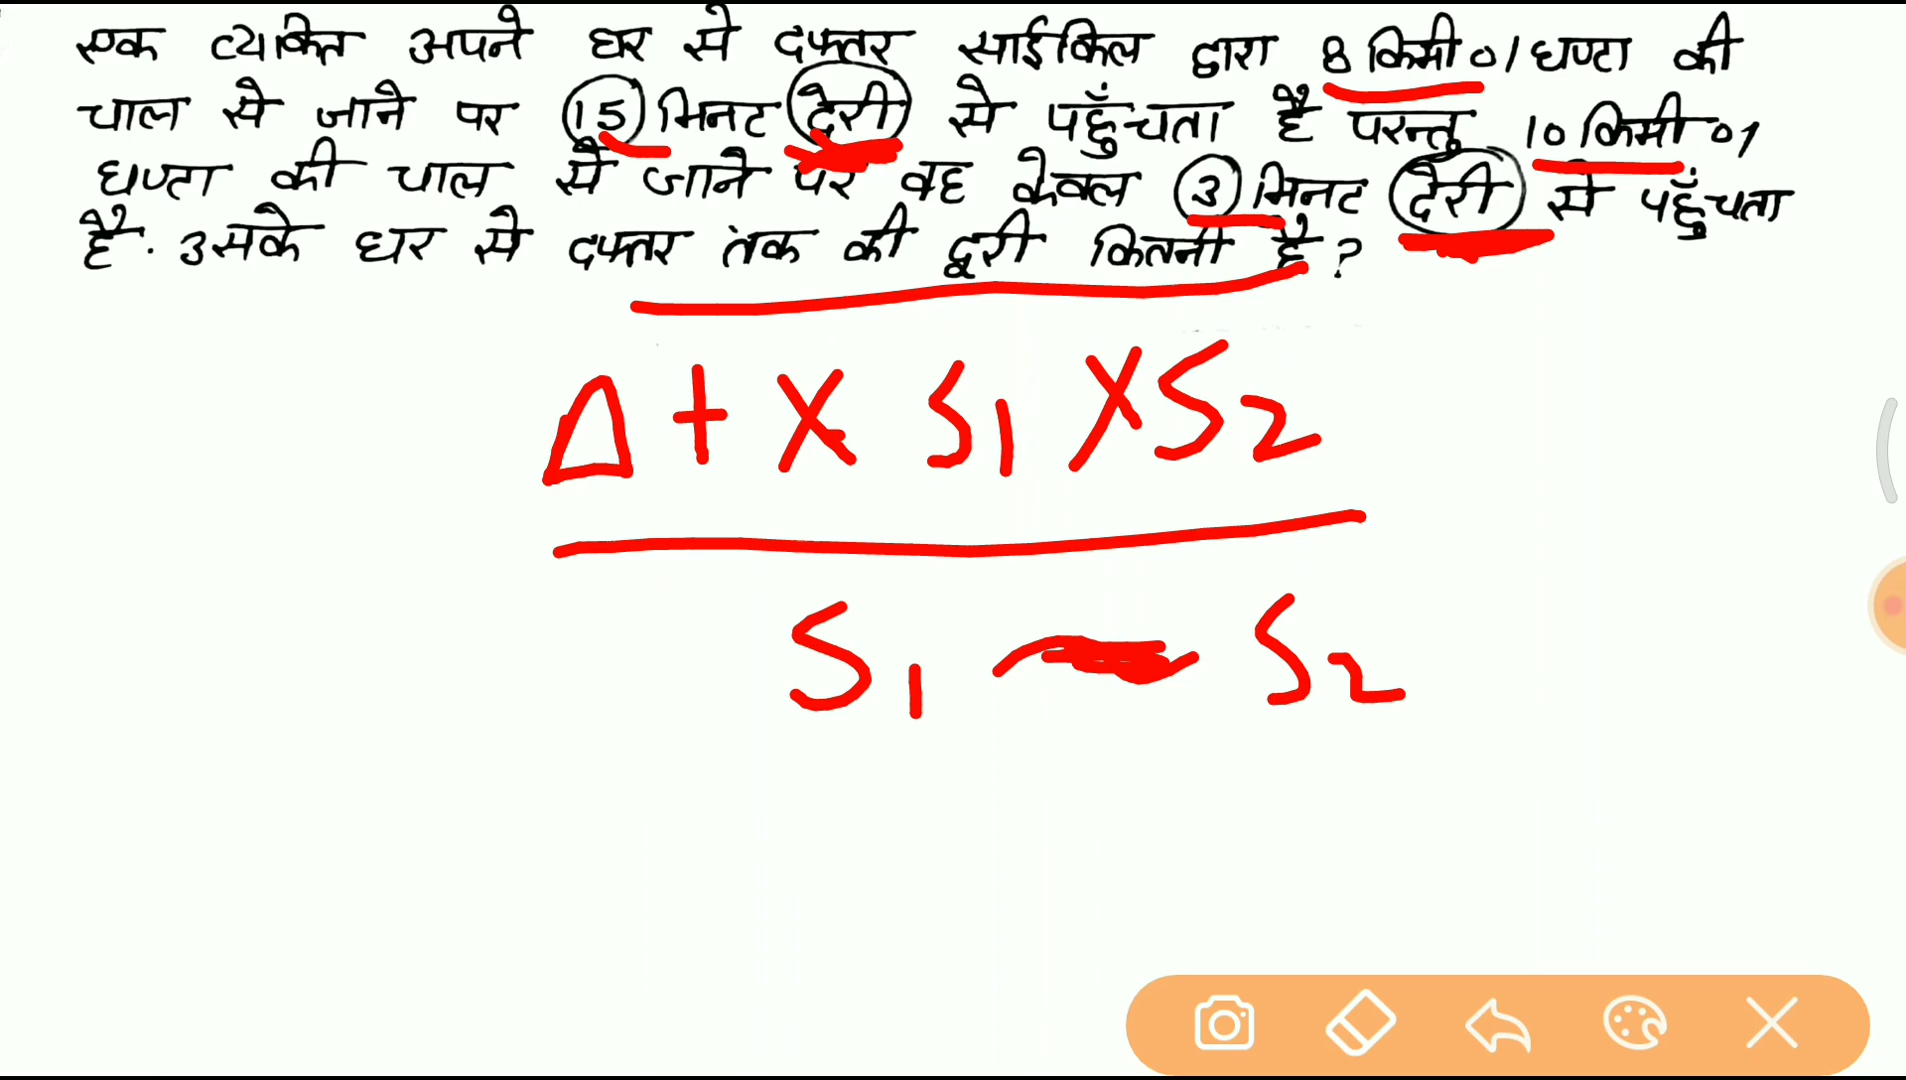 एक व्यक्ति अपने घर से दफ्तर साईकिल द्वारा 8 किमी०/घण्टा की
चाल से जाने पर 15 मिनट देरी से पहुँचता है परन्तु 10 किमी०/
घण्टा की चाल से जाने पर वह केवल 3 मिनट देरी से पहुँचता
है. उसके घर से दफ्तर तक की दूरी कितनी है?
Δt × S1 × S2
S1 ~ S2